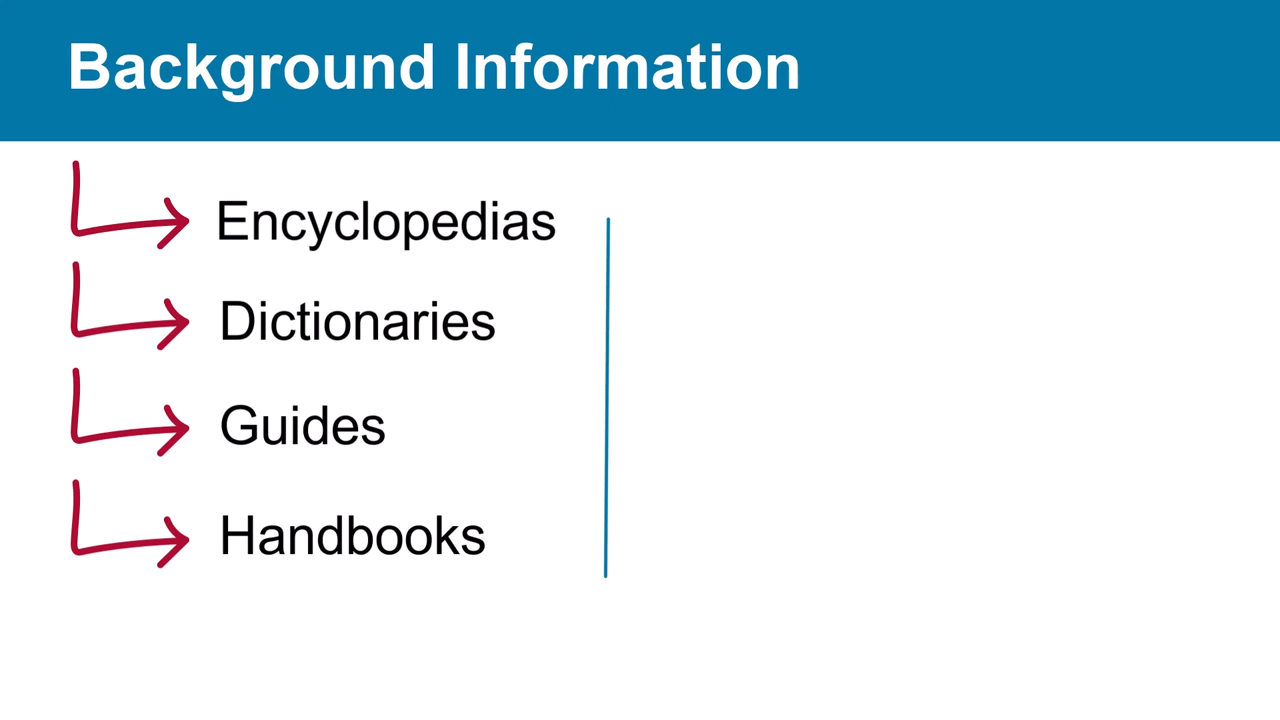 Background Information
Encyclopedias
Dictionaries
Guides
Handbooks